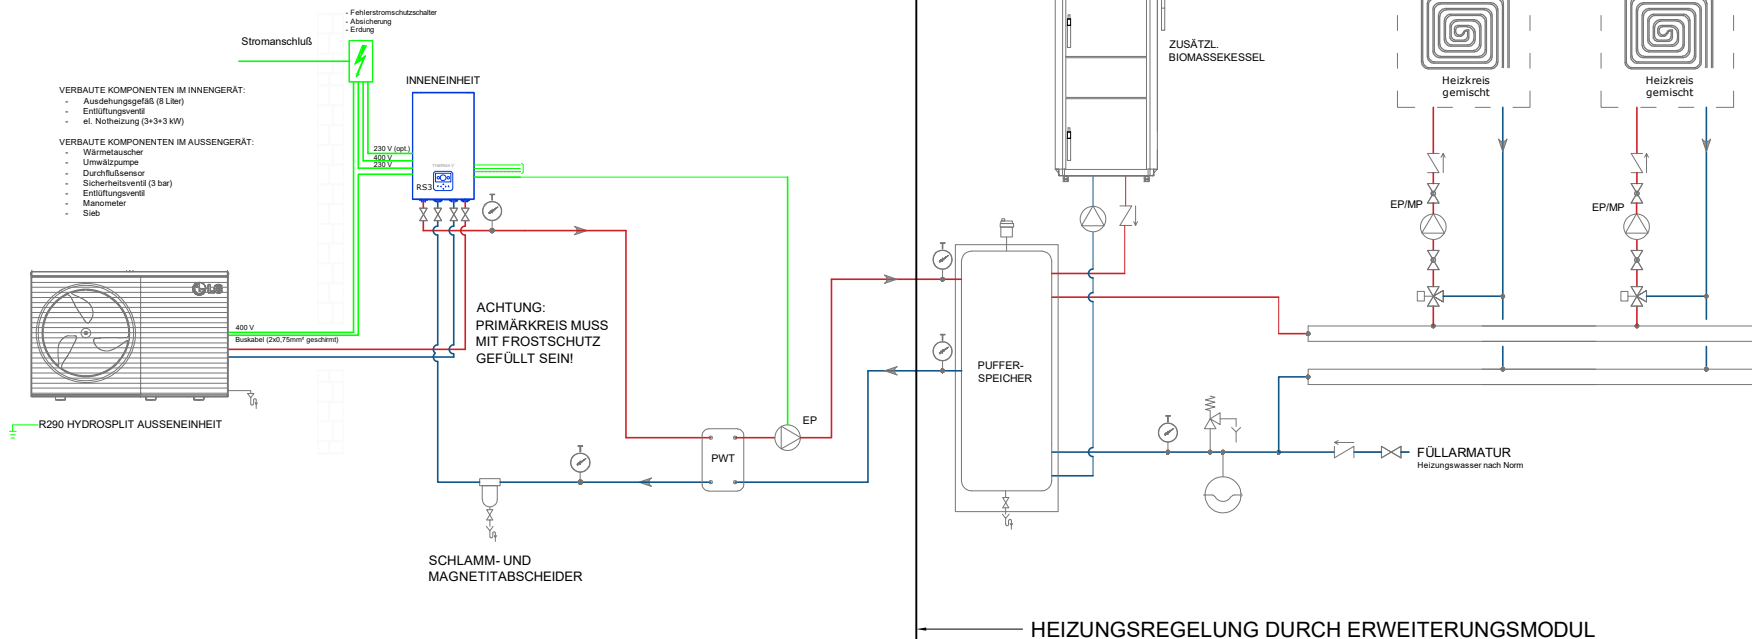 - Fehlerstromschutzschalter
- Absicherung
- Erdung
Stromanschluß
INNENEINHEIT
VERBAUTE KOMPONENTEN IM INNENGERÄT:
- Ausdehungsgefäß (8 Liter)
- Entlüftungsventil
- el. Notheizung (3+3+3 kW)
VERBAUTE KOMPONENTEN IM AUSSENGERÄT:
- Wärmetauscher
- Umwälzpumpe
- Durchflußsensor
- Sicherheitsventil (3 bar)
- Entlüftungsventil
- Manometer
- Sieb
230 V (opt.)
400 V
230 V
THERMA V
RS3
T
LG
400 V
Buskabel (2x0,75mm² geschirmt)
R290 HYDROSPLIT AUSSENEINHEIT
ACHTUNG:
PRIMÄRKREIS MUSS
MIT FROSTSCHUTZ
GEFÜLLT SEIN!
EP
PWT
T
SCHLAMM- UND
MAGNETITABSCHEIDER
ZUSÄTZL.
BIOMASSEKESSEL
T
T
PUFFER-
SPEICHER
T
Heizkreis
gemischt
Heizkreis
gemischt
EP/MP
EP/MP
FÜLLARMATUR
Heizungswasser nach Norm
HEIZUNGSREGELUNG DURCH ERWEITERUNGSMODUL